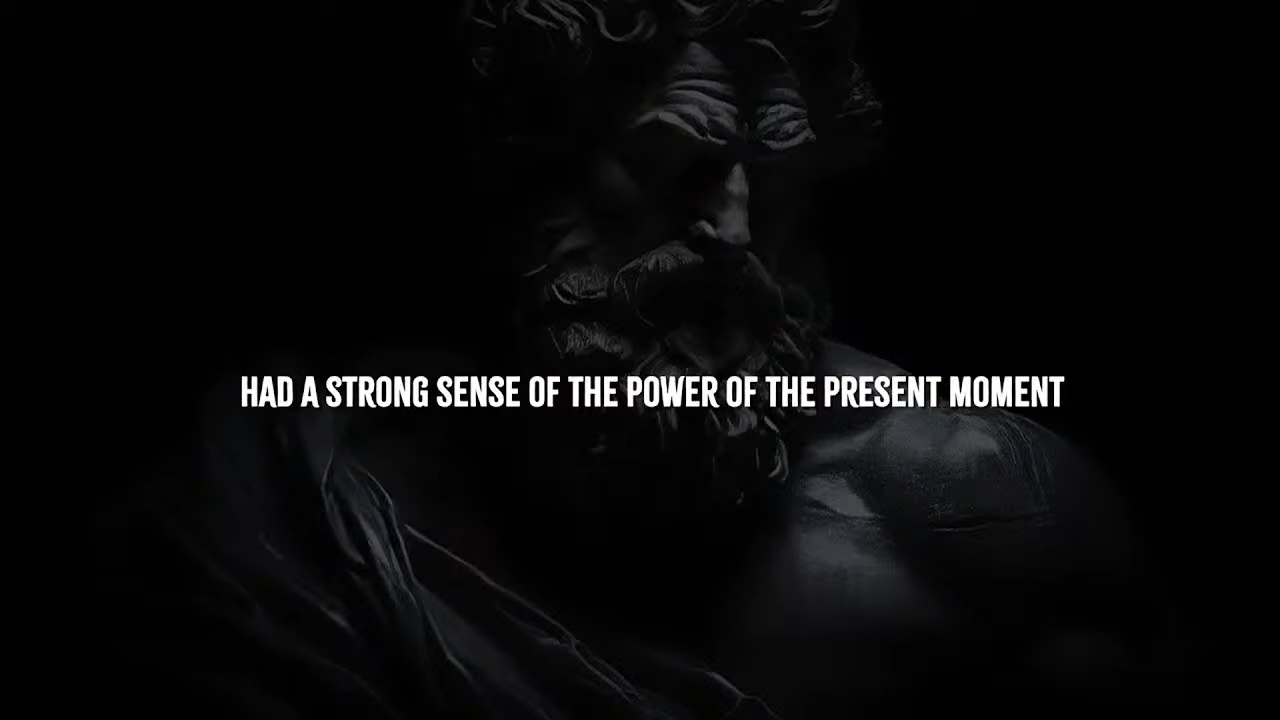 HAD A STRONG SENSE OF THE POWER OF THE PRESENT MOMENT